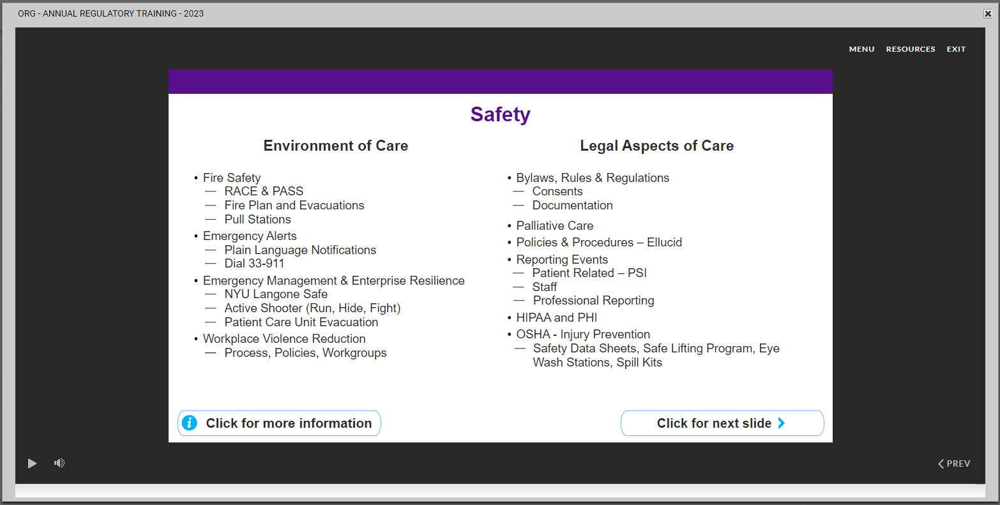 ORG - ANNUAL REGULATORY TRAINING - 2023
MENU RESOURCES EXIT
Safety
Environment of Care
• Fire Safety
— RACE & PASS
— Fire Plan and Evacuations
— Pull Stations
• Emergency Alerts
— Plain Language Notifications
— Dial 33-911
• Emergency Management & Enterprise Resilience
— NYU Langone Safe
— Active Shooter (Run, Hide, Fight)
— Patient Care Unit Evacuation
• Workplace Violence Reduction
— Process, Policies, Workgroups
Legal Aspects of Care
• Bylaws, Rules & Regulations
— Consents
— Documentation
• Palliative Care
• Policies & Procedures – Ellucid
• Reporting Events
— Patient Related – PSI
— Staff
— Professional Reporting
• HIPAA and PHI
• OSHA - Injury Prevention
— Safety Data Sheets, Safe Lifting Program, Eye
Wash Stations, Spill Kits
i Click for more information
Click for next slide
PREV